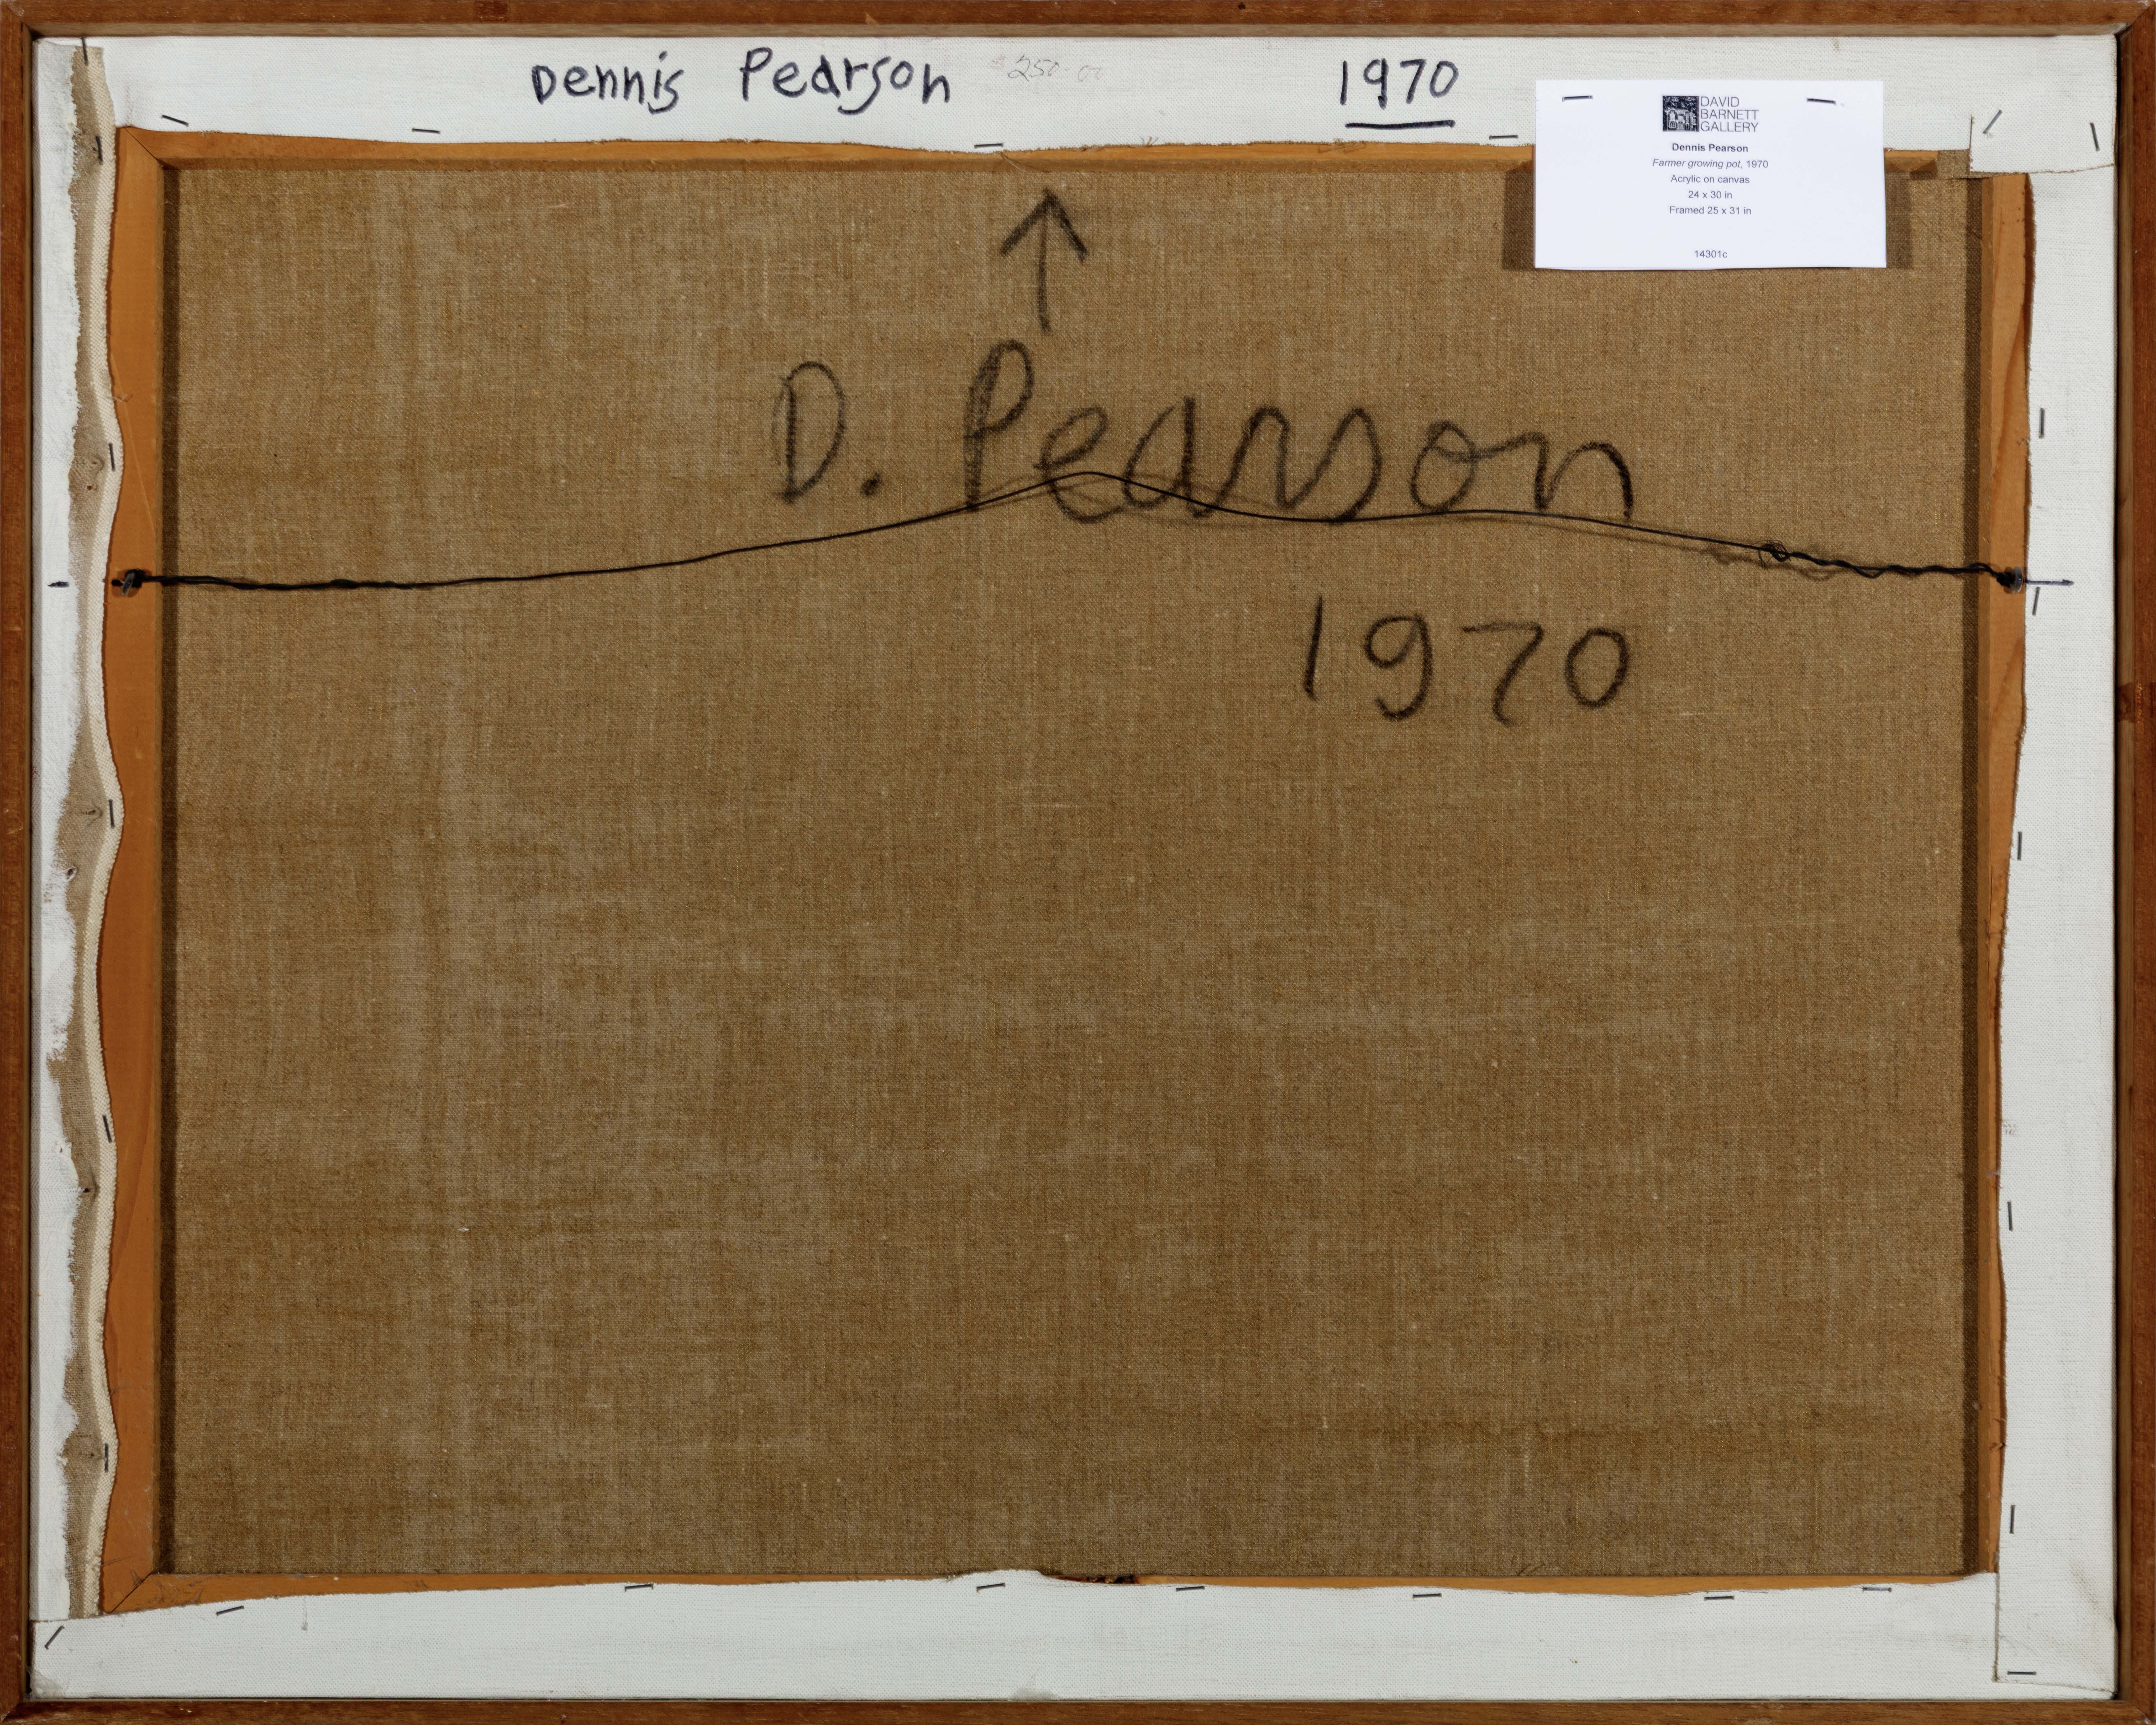 Dennis Pearson $250.00 1970
DAVID
BARNETT
GALLERY
Dennis Pearson
Farmer growing pot, 1970
Acrylic on canvas
24 x 30 in
Framed 25 x 31 in
14301c
D. Pearson
1970